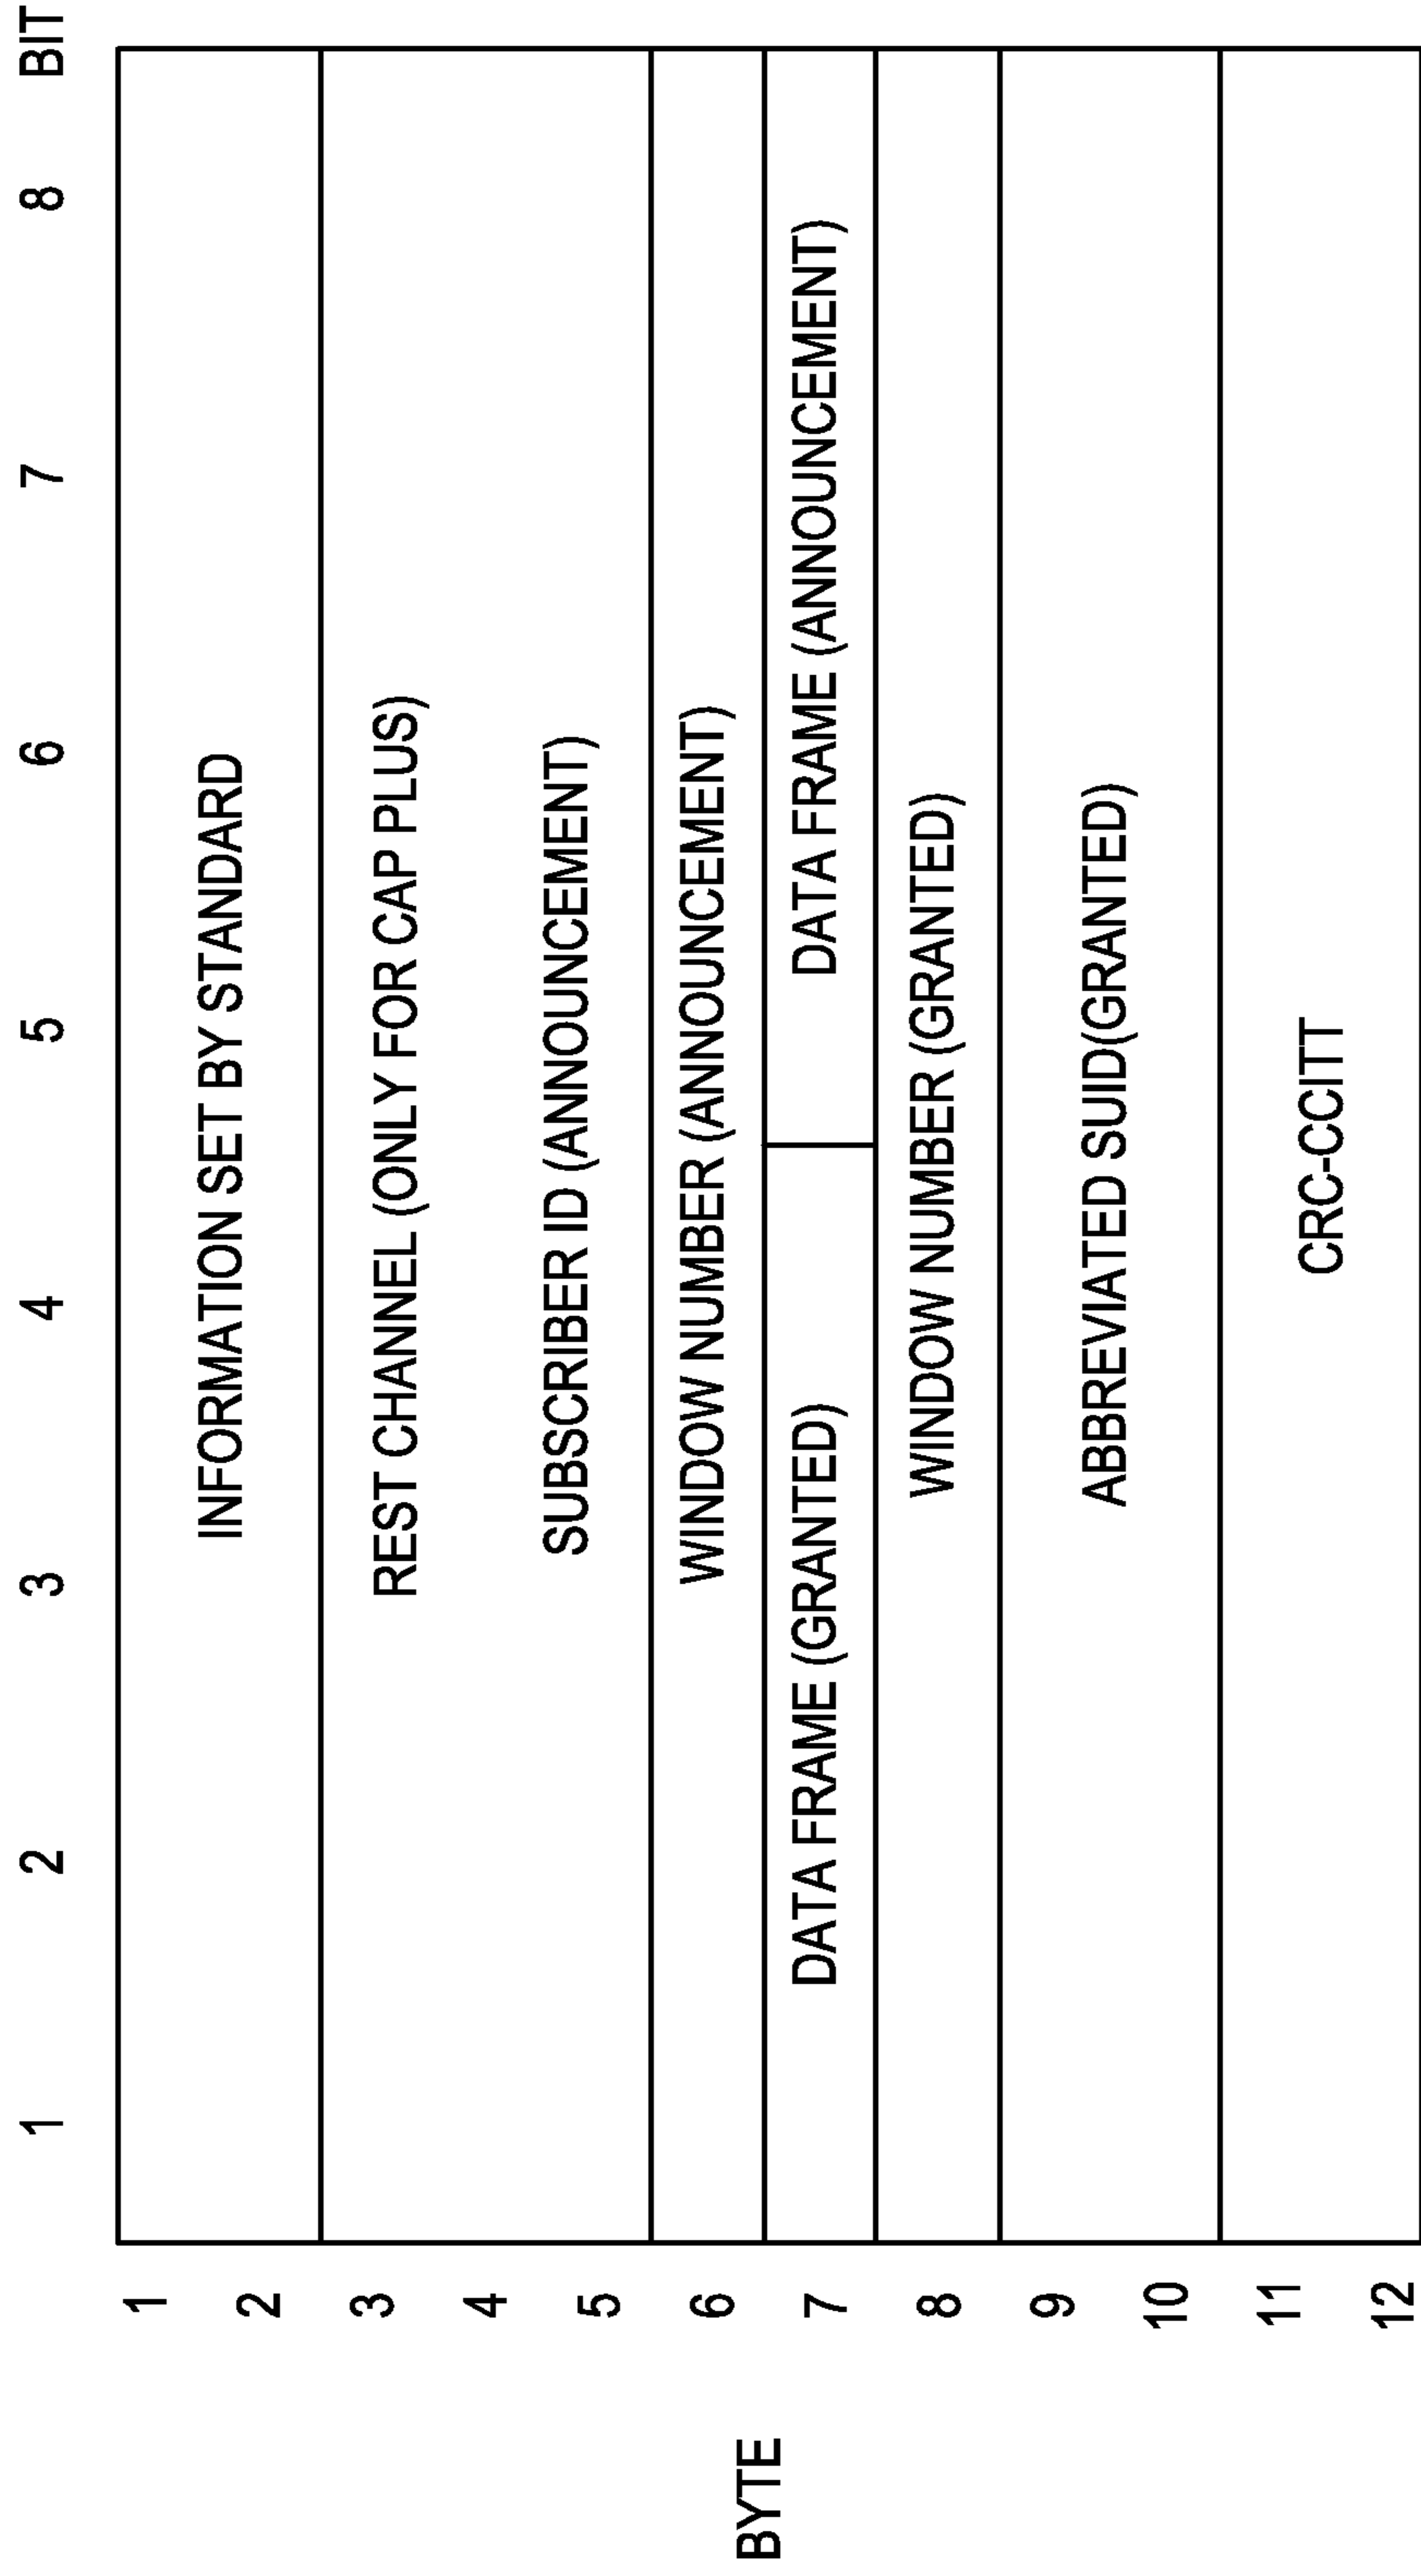 1 2 3 4 5 6 7 8 BIT
BYTE
1
2
INFORMATION SET BY STANDARD
3
REST CHANNEL (ONLY FOR CAP PLUS)
4
5
SUBSCRIBER ID (ANNOUNCEMENT)
6
WINDOW NUMBER (ANNOUNCEMENT)
7
DATA FRAME (GRANTED)
DATA FRAME (ANNOUNCEMENT)
8
WINDOW NUMBER (GRANTED)
9
10
ABBREVIATED SUID(GRANTED)
11
12
CRC-CCITT